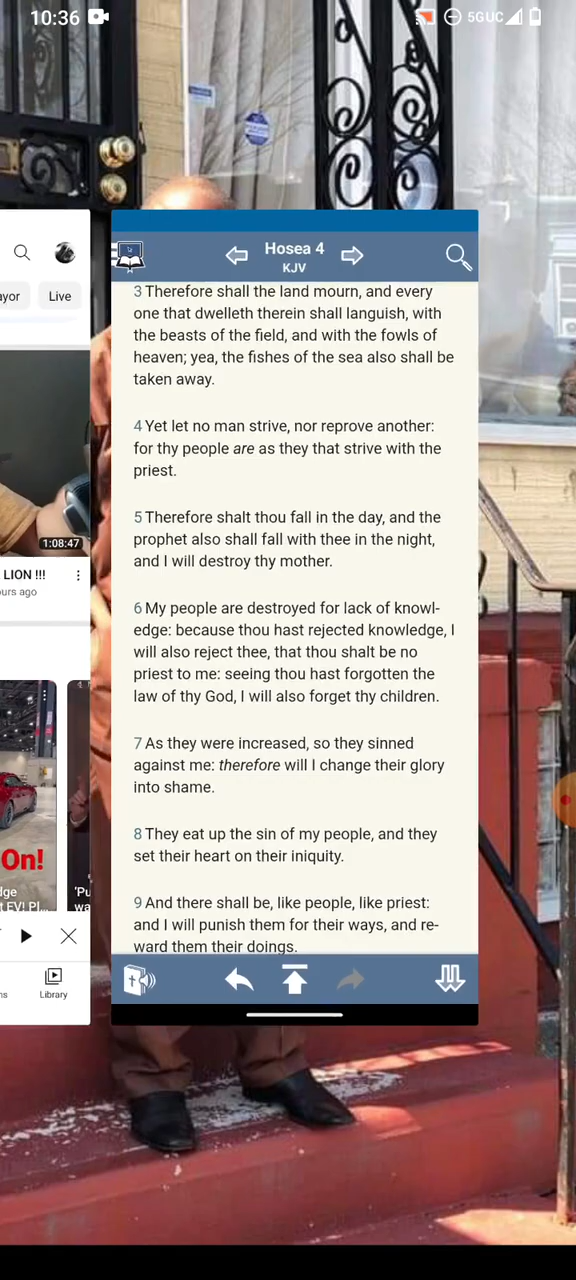 10:36
5GUC
Hosea 4
KJV
ayor
Live
3 Therefore shall the land mourn, and every
one that dwelleth therein shall languish, with
the beasts of the field, and with the fowls of
heaven; yea, the fishes of the sea also shall be
taken away.
4 Yet let no man strive, nor reprove another:
for thy people are as they that strive with the
priest.
5 Therefore shalt thou fall in the day, and the
prophet also shall fall with thee in the night,
and I will destroy thy mother.
6 My people are destroyed for lack of knowl-
edge: because thou hast rejected knowledge, I
will also reject thee, that thou shalt be no
priest to me: seeing thou hast forgotten the
law of thy God, I will also forget thy children.
7 As they were increased, so they sinned
against me: therefore will I change their glory
into shame.
8 They eat up the sin of my people, and they
set their heart on their iniquity.
9 And there shall be, like people, like priest:
and I will punish them for their ways, and re-
ward them their doings.
1:08:47
LION !!!
ours ago
On!
dge
t EV! Pl...
'Pu
wa
ns
Library